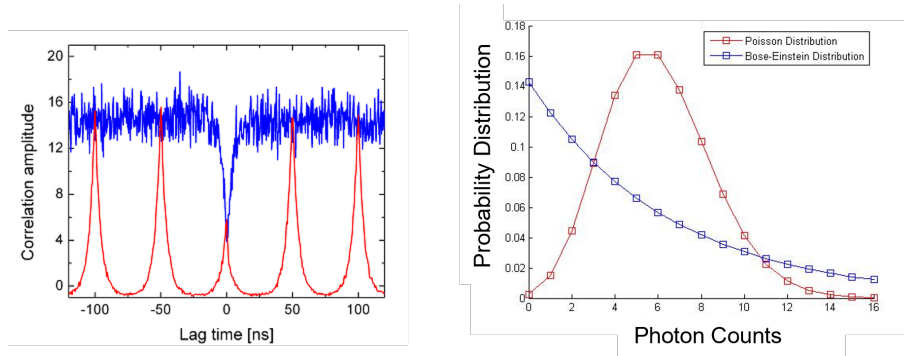 Correlation amplitude
20
16
12
8
4
0
-100 -50 0 50 100
Lag time [ns]
Probability Distribution
0.18
0.16
0.14
0.12
0.1
0.08
0.06
0.04
0.02
0
Poisson Distribution
Bose-Einstein Distribution
0 2 4 6 8 10 12 14 16
Photon Counts